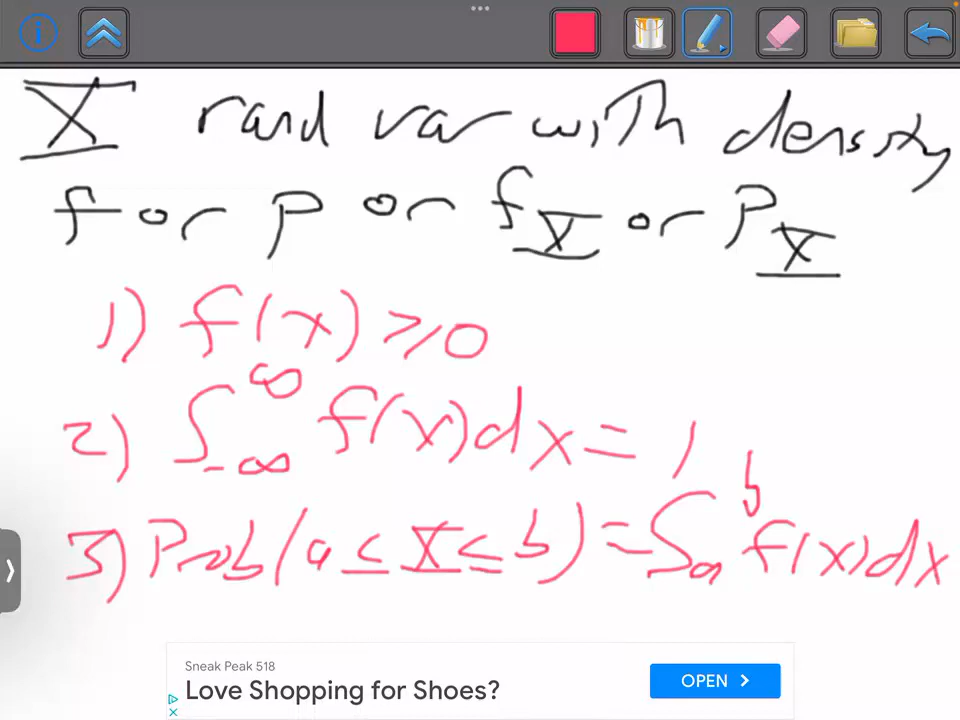 X rand var with density
f or p or f_X or p_X
1) f(x) ≥ 0
2) ∫_{-∞}^{∞} f(x)dx = 1
3) Prob(a ≤ X ≤ b) = ∫_a^b f(x)dx
Sneak Peak 518
Love Shopping for Shoes?
OPEN